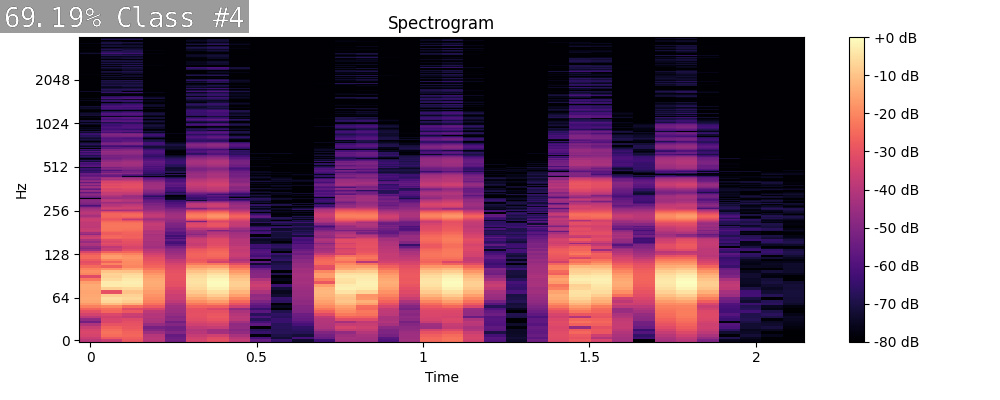 69.19% Class #4
Spectrogram
Hz
2048
1024
512
256
128
64
0
0 0.5 1 1.5 2
Time
+0 dB
-10 dB
-20 dB
-30 dB
-40 dB
-50 dB
-60 dB
-70 dB
-80 dB